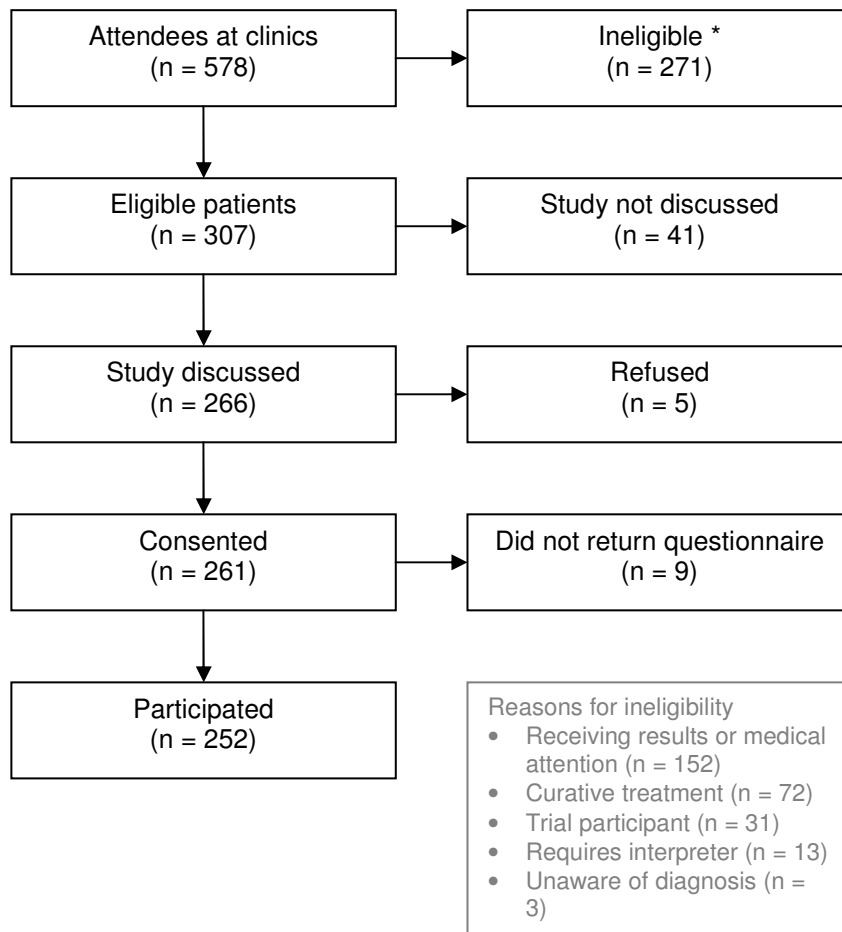 Attendees at clinics
(n = 578)
Ineligible *
(n = 271)
Eligible patients
(n = 307)
Study not discussed
(n = 41)
Study discussed
(n = 266)
Refused
(n = 5)
Consented
(n = 261)
Did not return questionnaire
(n = 9)
Participated
(n = 252)
Reasons for ineligibility
• Receiving results or medical
attention (n = 152)
• Curative treatment (n = 72)
• Trial participant (n = 31)
• Requires interpreter (n = 13)
• Unaware of diagnosis (n =
3)